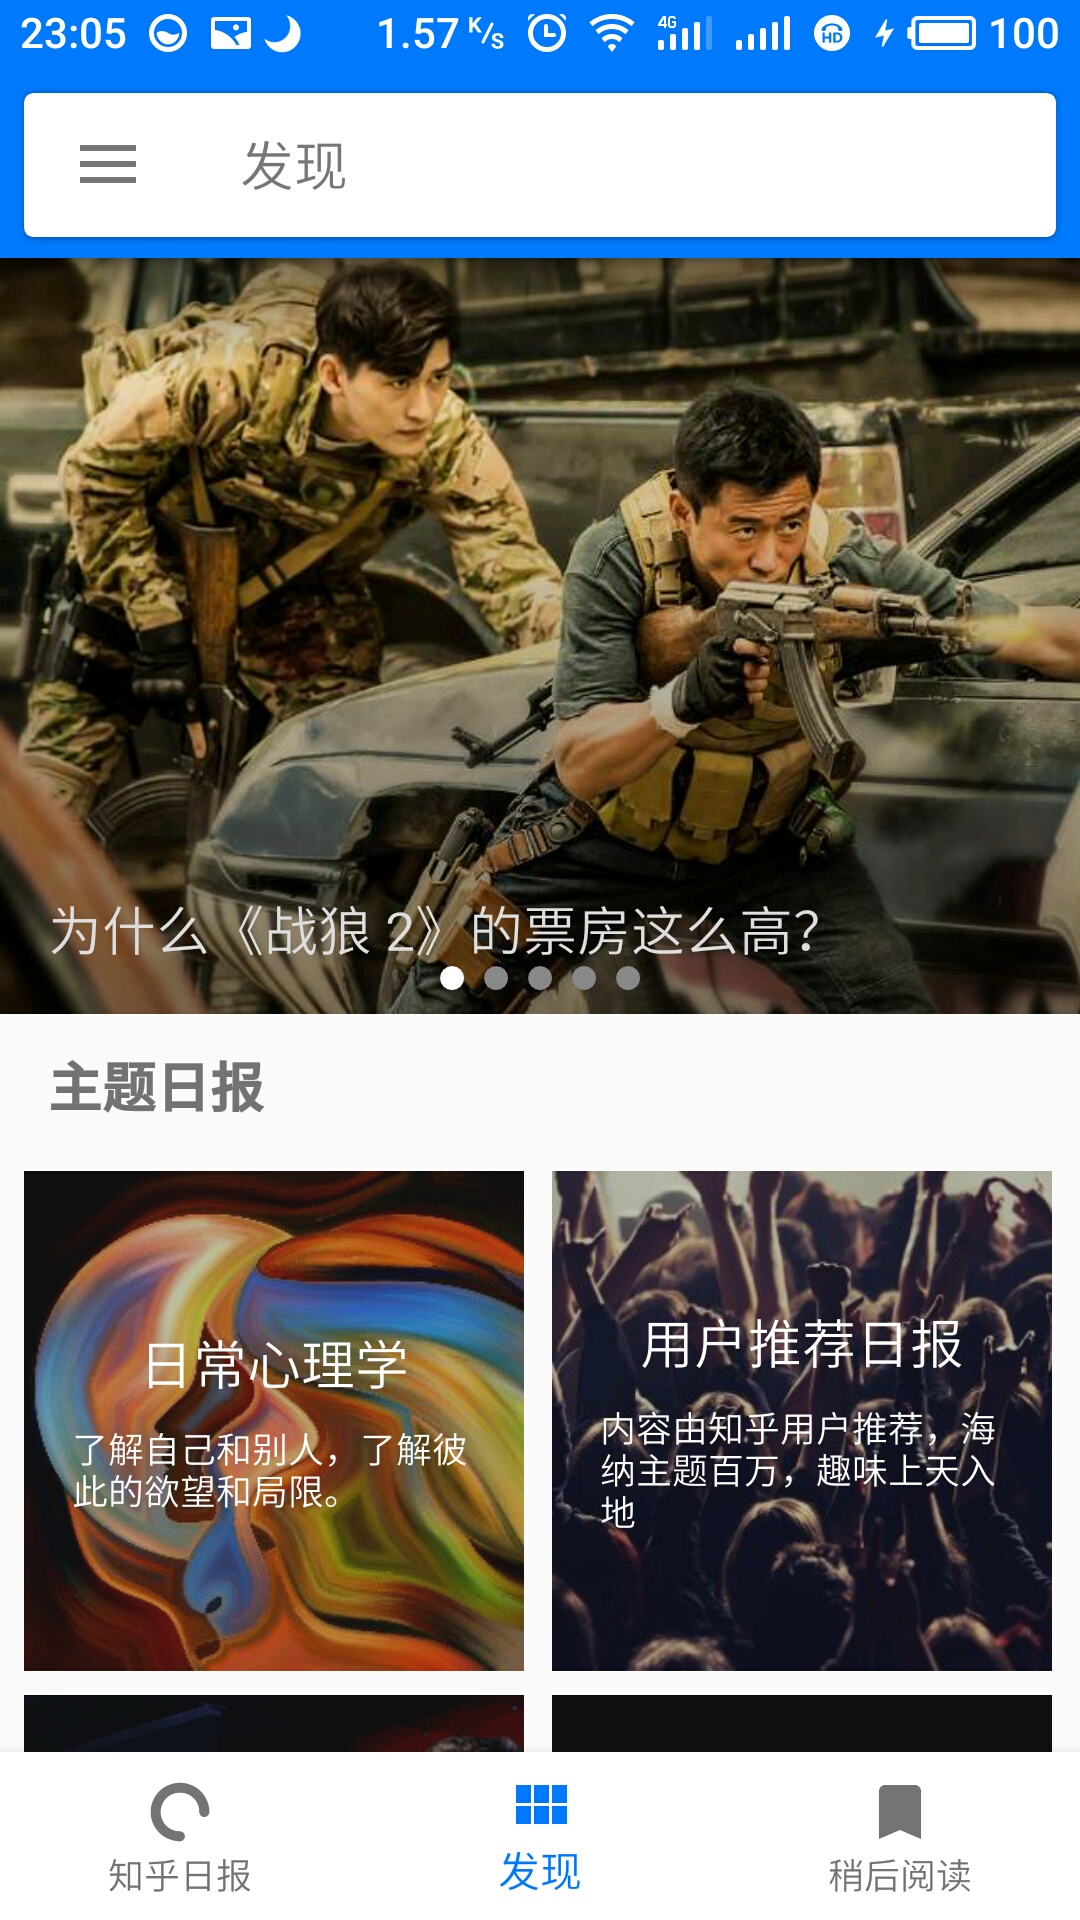 23:05 1.57 K/s 4G HD 100
发现
为什么《战狼 2》的票房这么高？
主题日报
日常心理学
了解自己和别人，了解彼
此的欲望和局限。
用户推荐日报
内容由知乎用户推荐，海
纳主题百万，趣味上天入
地
知乎日报
发现
稍后阅读